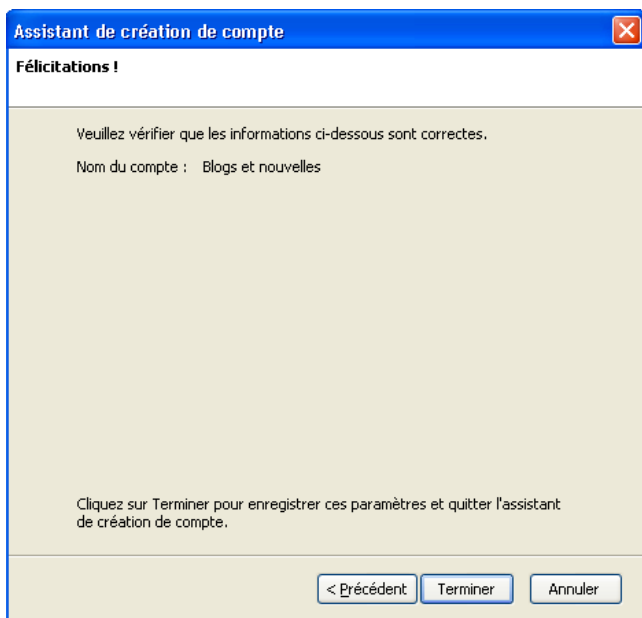 Assistant de création de compte
Félicitations !
Veuillez vérifier que les informations ci-dessous sont correctes.
Nom du compte : Blogs et nouvelles
Cliquez sur Terminer pour enregistrer ces paramètres et quitter l'assistant
de création de compte.
< Précédent Terminer Annuler